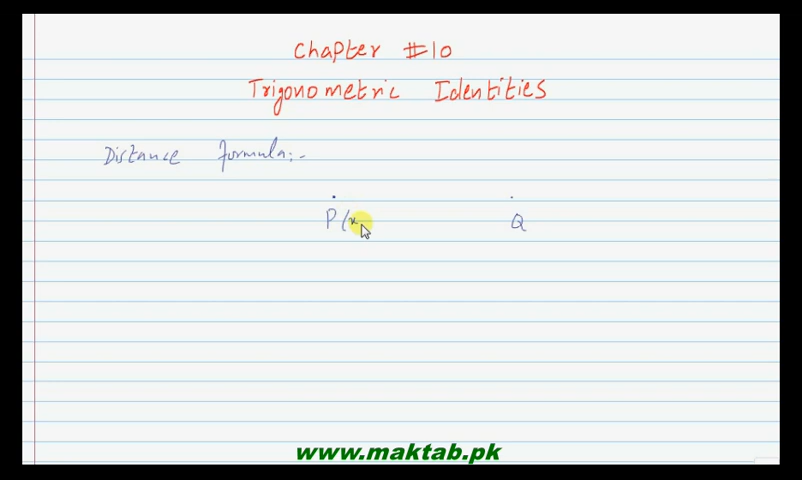 Chapter #10
Trigonometric Identities
Distance formula:-
P(x Q
www.maktab.pk